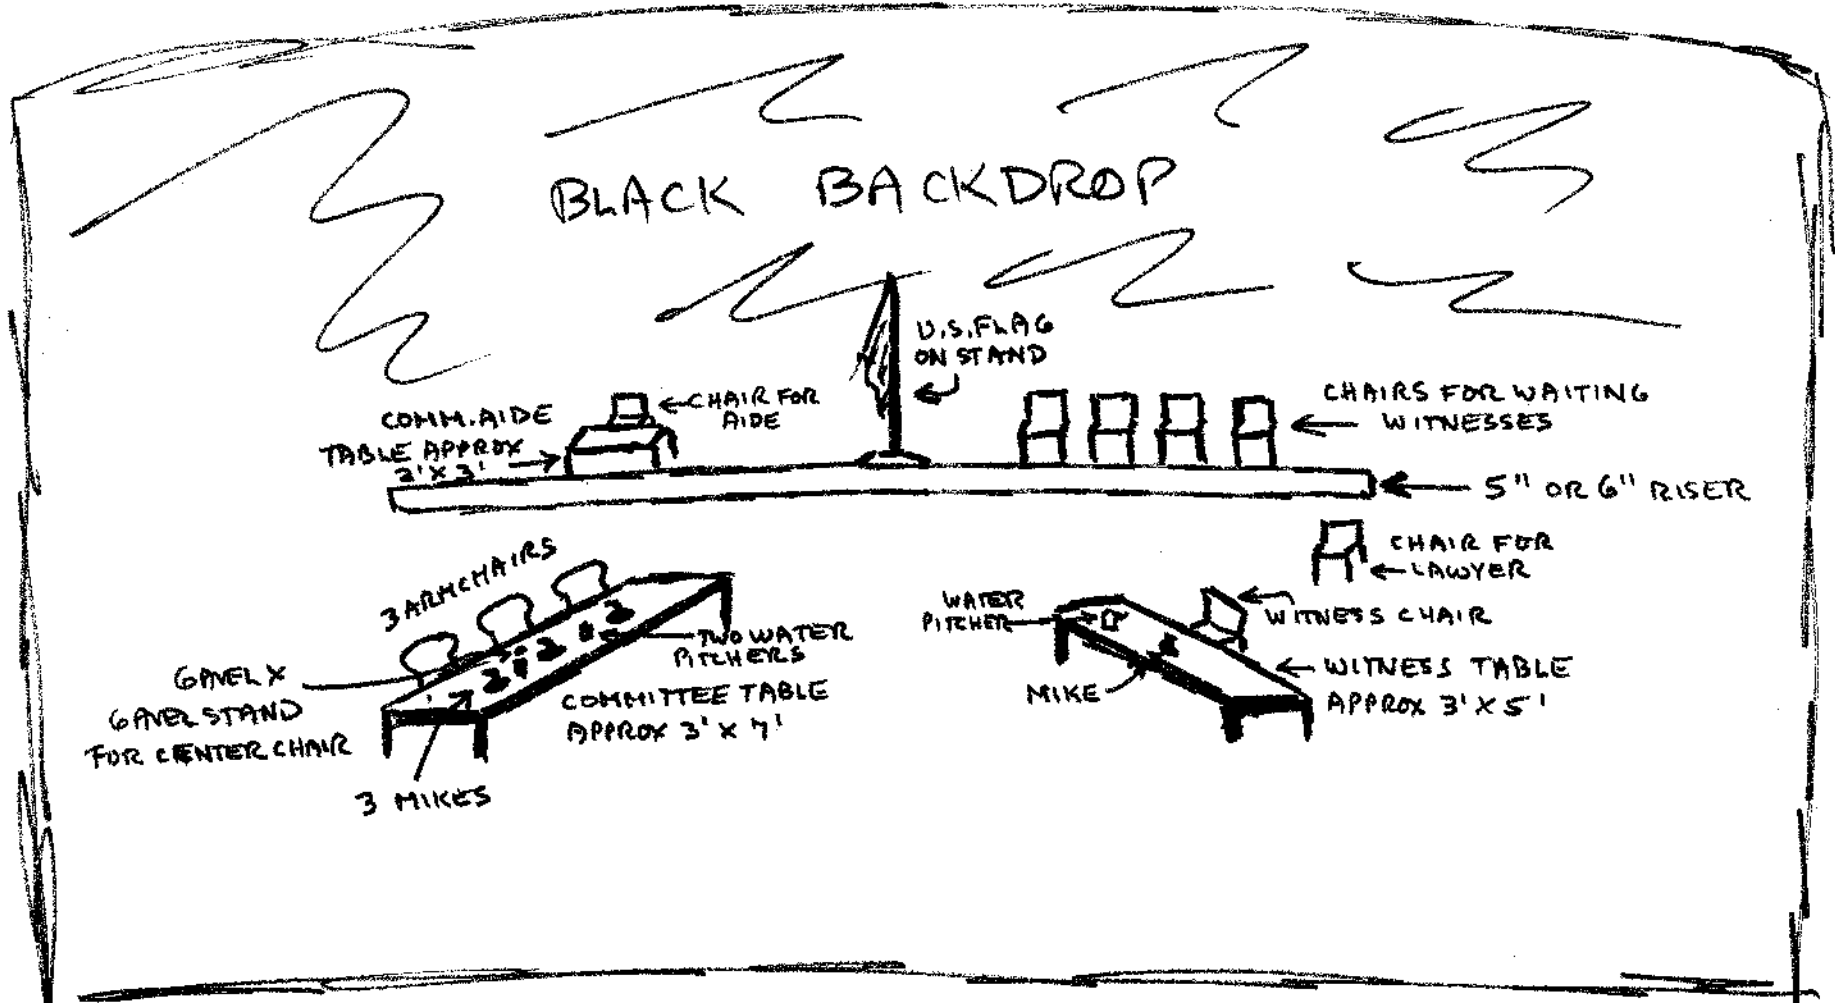 BLACK BACKDROP
U.S. FLAG
ON STAND
CHAIR FOR
AIDE
COMM. AIDE
TABLE APPROX
2' X 3'
CHAIRS FOR WAITING
WITNESSES
5" OR 6" RISER
CHAIR FOR
LAWYER
3 ARMCHAIRS
WATER
PITCHER
WITNESS CHAIR
TWO WATER
PITCHERS
GAVEL &
GAVEL STAND
FOR CENTER CHAIR
COMMITTEE TABLE
APPROX 3' X 7'
MIKE
WITNESS TABLE
APPROX 3' X 5'
3 MIKES